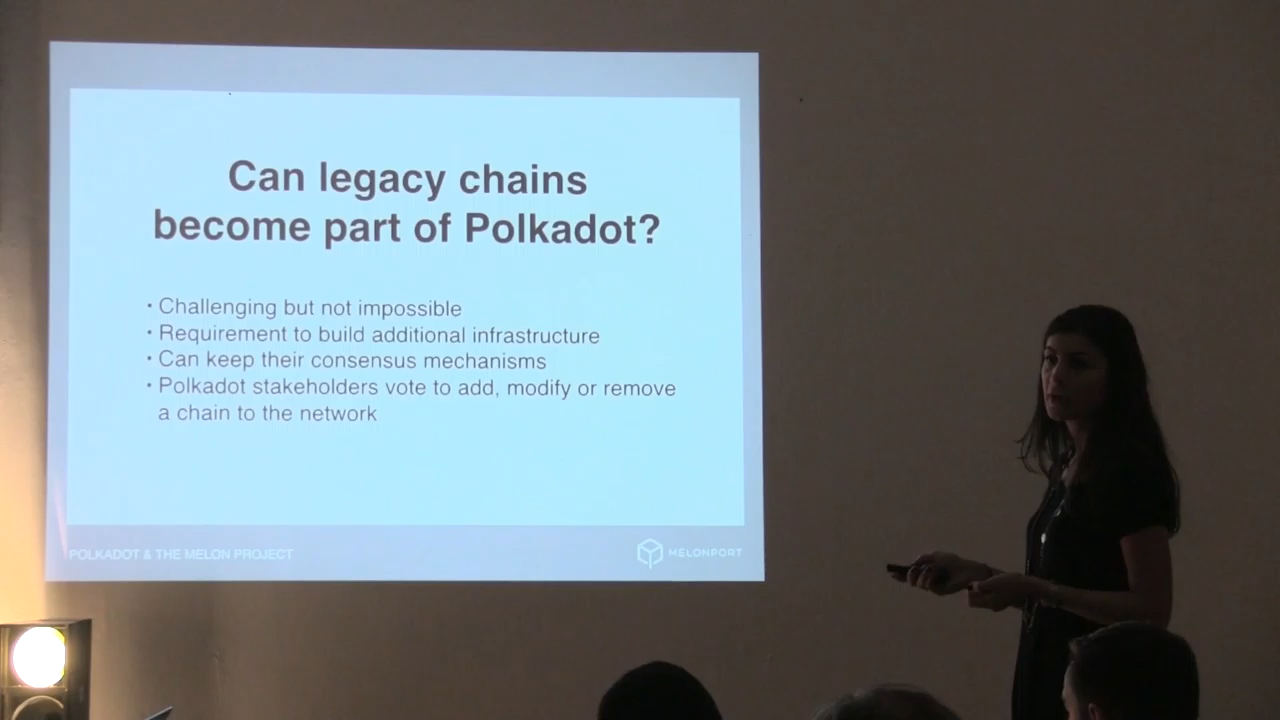 Can legacy chains
become part of Polkadot?
• Challenging but not impossible
• Requirement to build additional infrastructure
• Can keep their consensus mechanisms
• Polkadot stakeholders vote to add, modify or remove
a chain to the network
POLKADOT & THE MELON PROJECT
MELONPORT